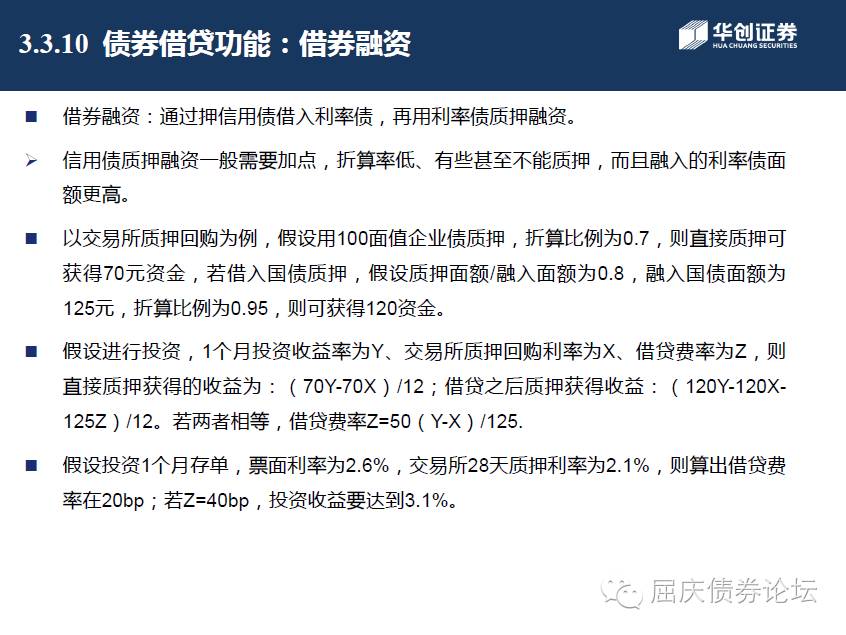 3.3.10 债券借贷功能：借券融资
华创证券
HUA CHUANG SECURITIES
借券融资：通过押信用债借入利率债，再用利率债质押融资。
信用债质押融资一般需要加点，折算率低、有些甚至不能质押，而且融入的利率债面
额更高。
以交易所质押回购为例，假设用100面值企业债质押，折算比例为0.7，则直接质押可
获得70元资金，若借入国债质押，假设质押面额/融入面额为0.8，融入国债面额为
125元，折算比例为0.95，则可获得120资金。
假设进行投资，1个月投资收益率为Y、交易所质押回购利率为X、借贷费率为Z，则
直接质押获得的收益为：（70Y-70X）/12；借贷之后质押获得收益：（120Y-120X-
125Z）/12。若两者相等，借贷费率Z=50（Y-X）/125.
假设投资1个月存单，票面利率为2.6%，交易所28天质押利率为2.1%，则算出借贷费
率在20bp；若Z=40bp，投资收益要达到3.1%。
屈庆债券论坛